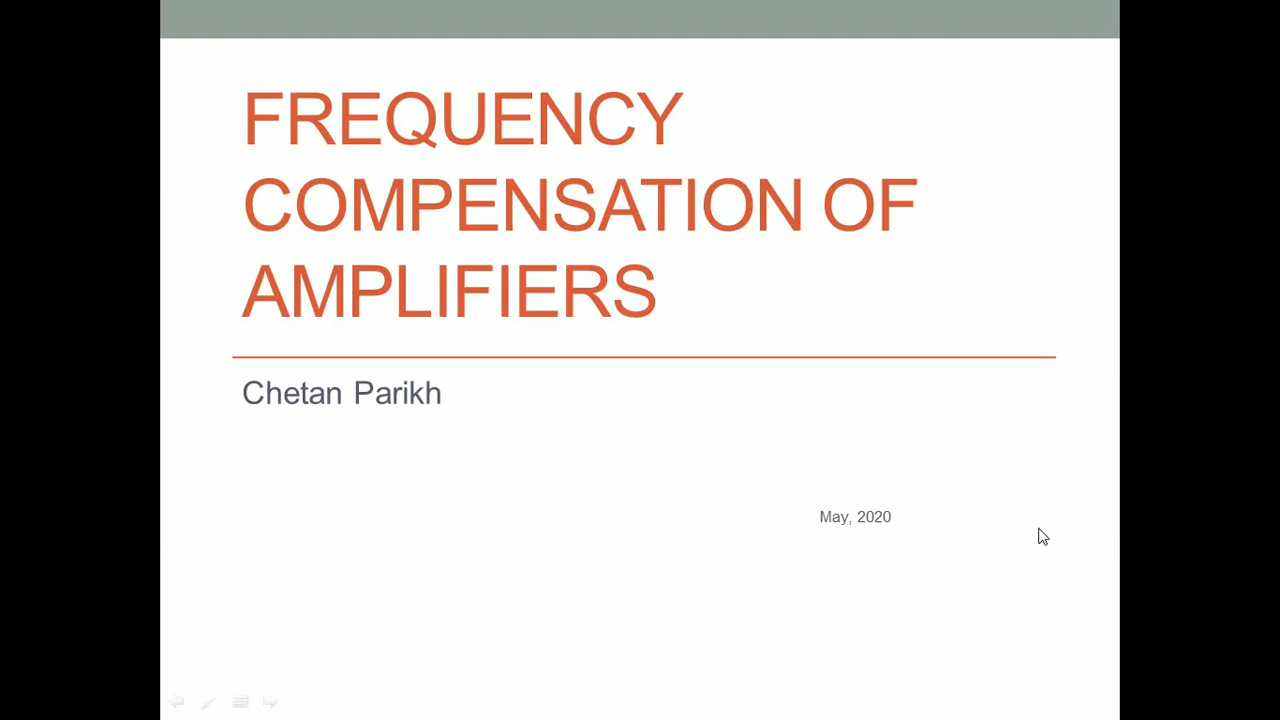 FREQUENCY
COMPENSATION OF
AMPLIFIERS
Chetan Parikh
May, 2020